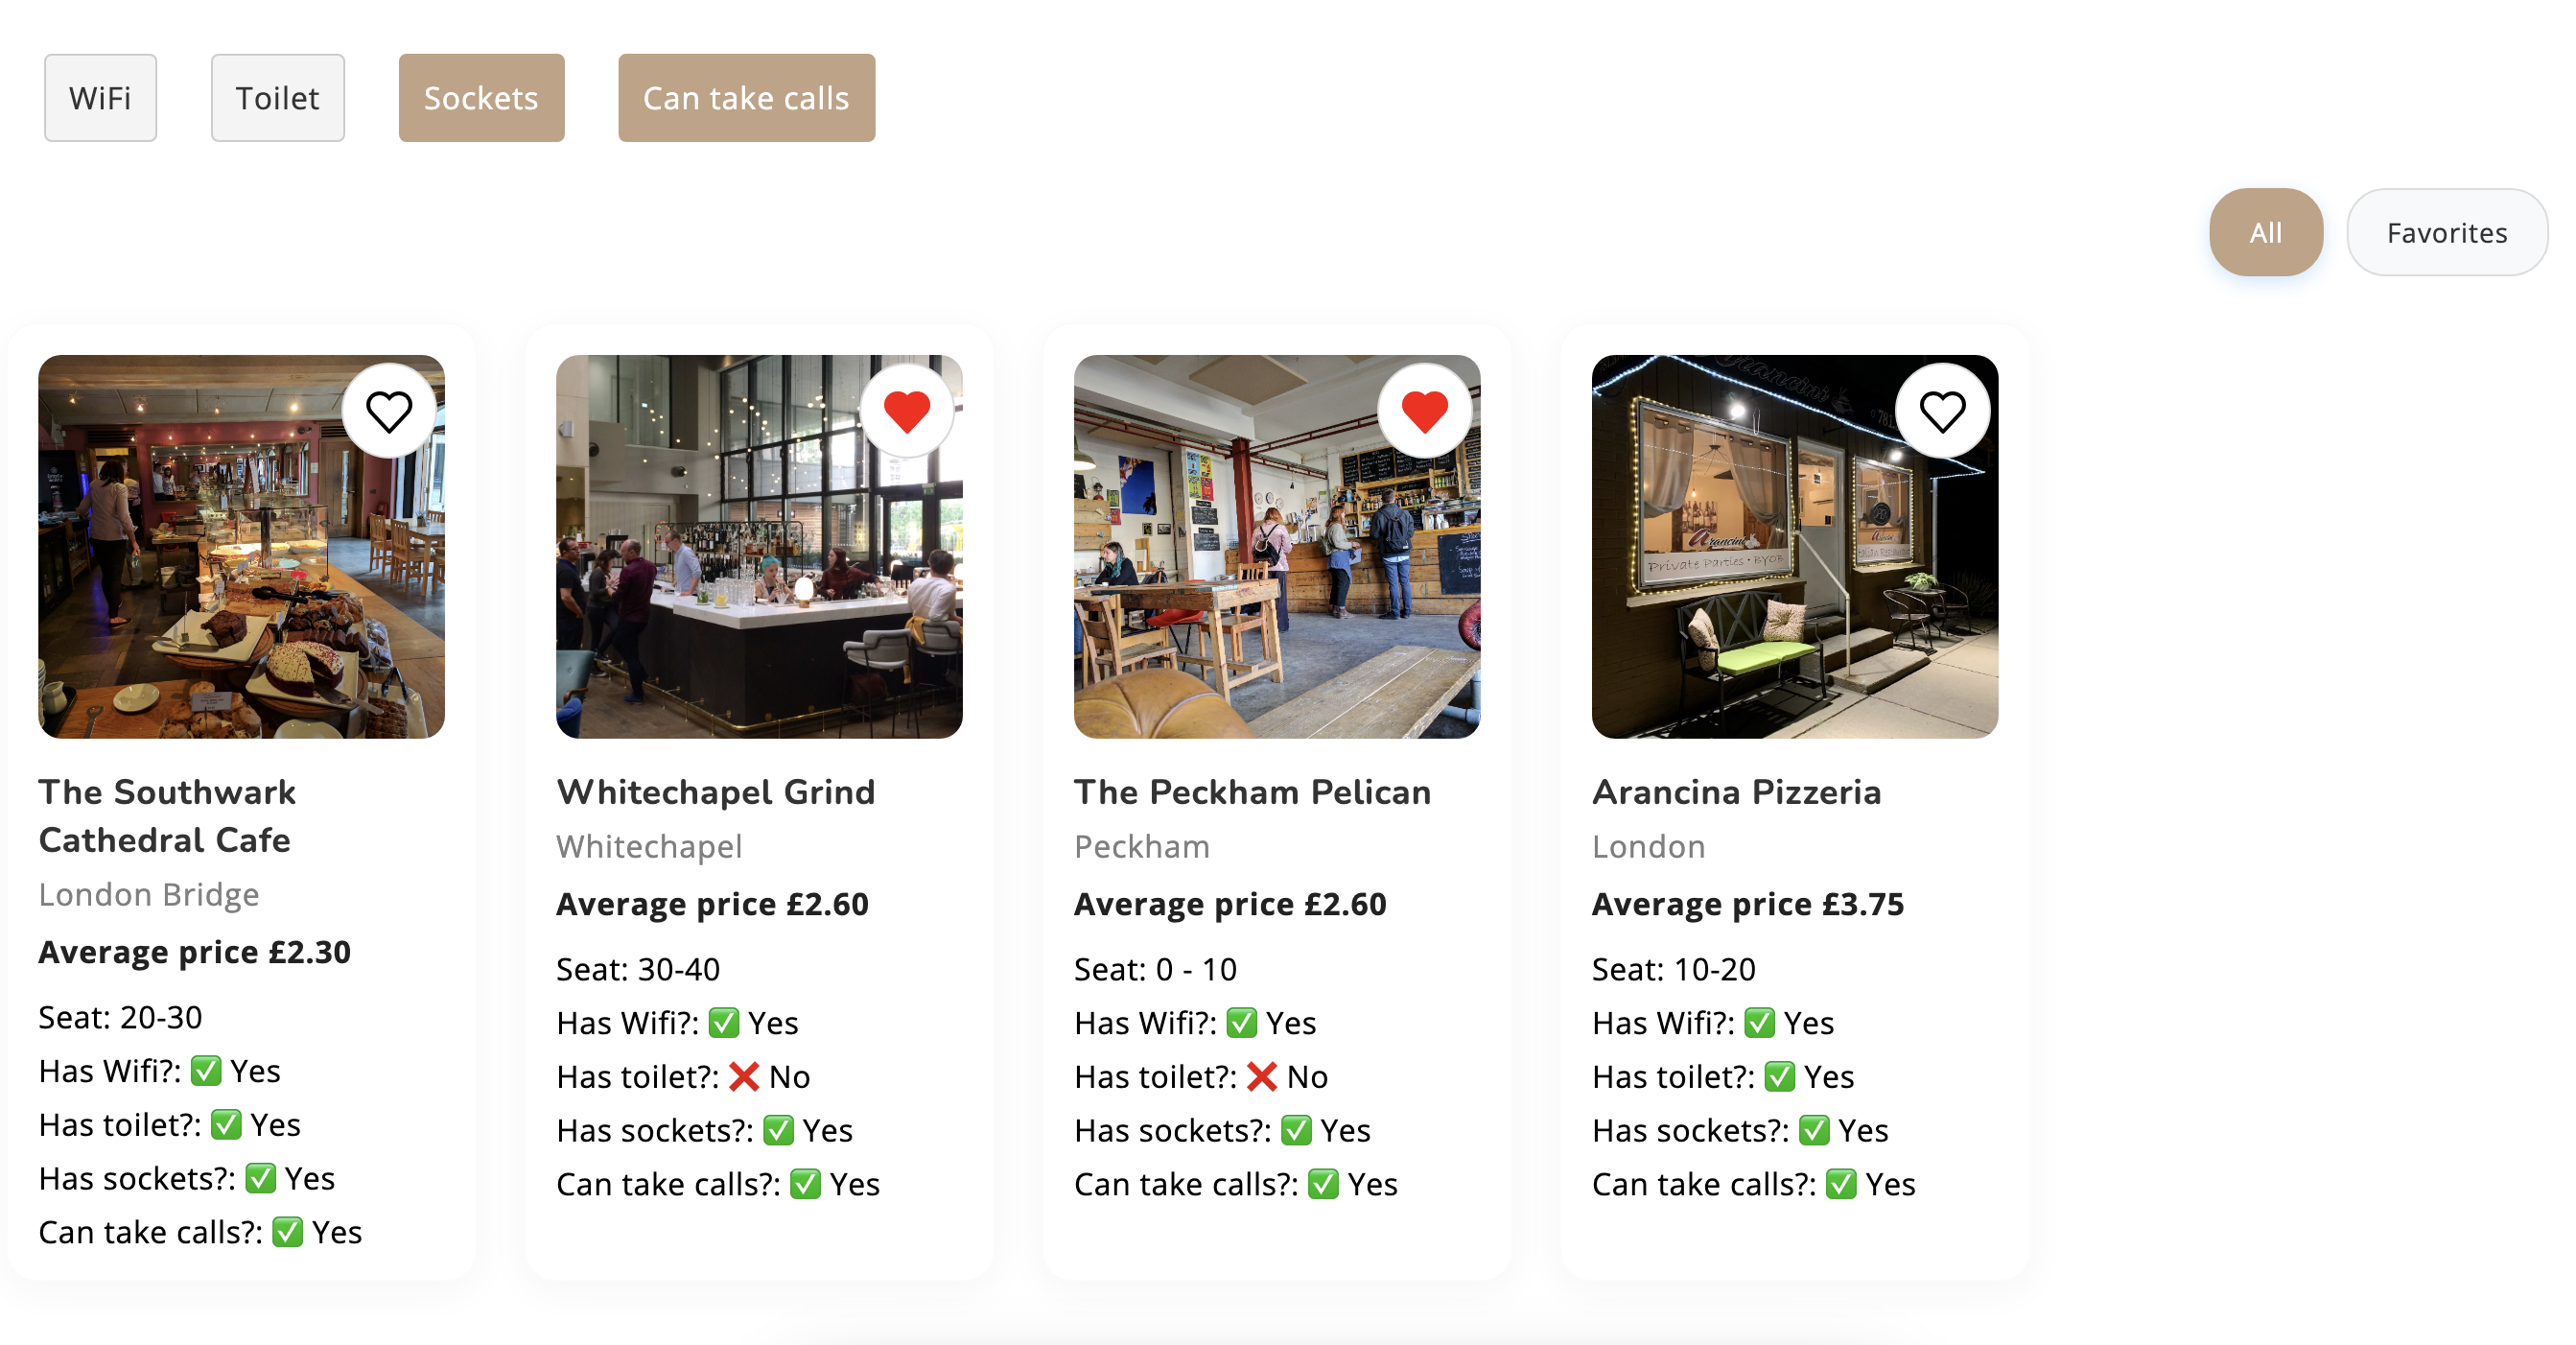 WiFi
Toilet
Sockets
Can take calls
All
Favorites
Arancini
Private Parties • BYOB
The Southwark
Cathedral Cafe
London Bridge
Average price £2.30
Seat: 20-30
Has Wifi?: ✅ Yes
Has toilet?: ✅ Yes
Has sockets?: ✅ Yes
Can take calls?: ✅ Yes
Whitechapel Grind
Whitechapel
Average price £2.60
Seat: 30-40
Has Wifi?: ✅ Yes
Has toilet?: ❌ No
Has sockets?: ✅ Yes
Can take calls?: ✅ Yes
The Peckham Pelican
Peckham
Average price £2.60
Seat: 0 - 10
Has Wifi?: ✅ Yes
Has toilet?: ❌ No
Has sockets?: ✅ Yes
Can take calls?: ✅ Yes
Arancina Pizzeria
London
Average price £3.75
Seat: 10-20
Has Wifi?: ✅ Yes
Has toilet?: ✅ Yes
Has sockets?: ✅ Yes
Can take calls?: ✅ Yes